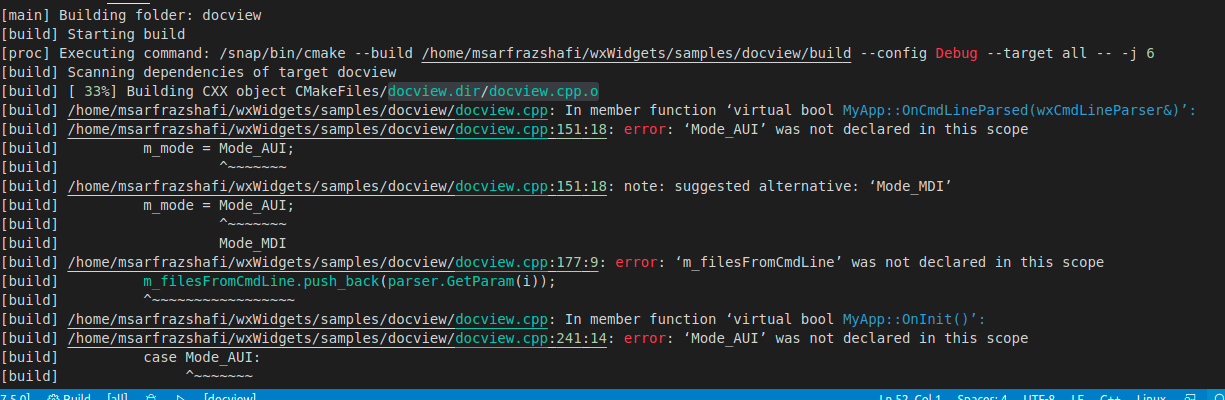 [main] Building folder: docview
[build] Starting build
[proc] Executing command: /snap/bin/cmake --build /home/msarfrazshafi/wxWidgets/samples/docview/build --config Debug --target all -- -j 6
[build] Scanning dependencies of target docview
[build] [ 33%] Building CXX object CMakeFiles/docview.dir/docview.cpp.o
[build] /home/msarfrazshafi/wxWidgets/samples/docview/docview.cpp: In member function ‘virtual bool MyApp::OnCmdLineParsed(wxCmdLineParser&)’:
[build] /home/msarfrazshafi/wxWidgets/samples/docview/docview.cpp:151:18: error: ‘Mode_AUI’ was not declared in this scope
[build]          m_mode = Mode_AUI;
[build]                   ^~~~~~~~
[build] /home/msarfrazshafi/wxWidgets/samples/docview/docview.cpp:151:18: note: suggested alternative: ‘Mode_MDI’
[build]          m_mode = Mode_AUI;
[build]                   ^~~~~~~~
[build]                   Mode_MDI
[build] /home/msarfrazshafi/wxWidgets/samples/docview/docview.cpp:177:9: error: ‘m_filesFromCmdLine’ was not declared in this scope
[build]          m_filesFromCmdLine.push_back(parser.GetParam(i));
[build]          ^~~~~~~~~~~~~~~~~~
[build] /home/msarfrazshafi/wxWidgets/samples/docview/docview.cpp: In member function ‘virtual bool MyApp::OnInit()’:
[build] /home/msarfrazshafi/wxWidgets/samples/docview/docview.cpp:241:14: error: ‘Mode_AUI’ was not declared in this scope
[build]          case Mode_AUI:
[build]               ^~~~~~~~
7.5.0] Build [all] [docview] Ln 52, Col 1 Spaces: 4 UTF-8 LF C++ Linux